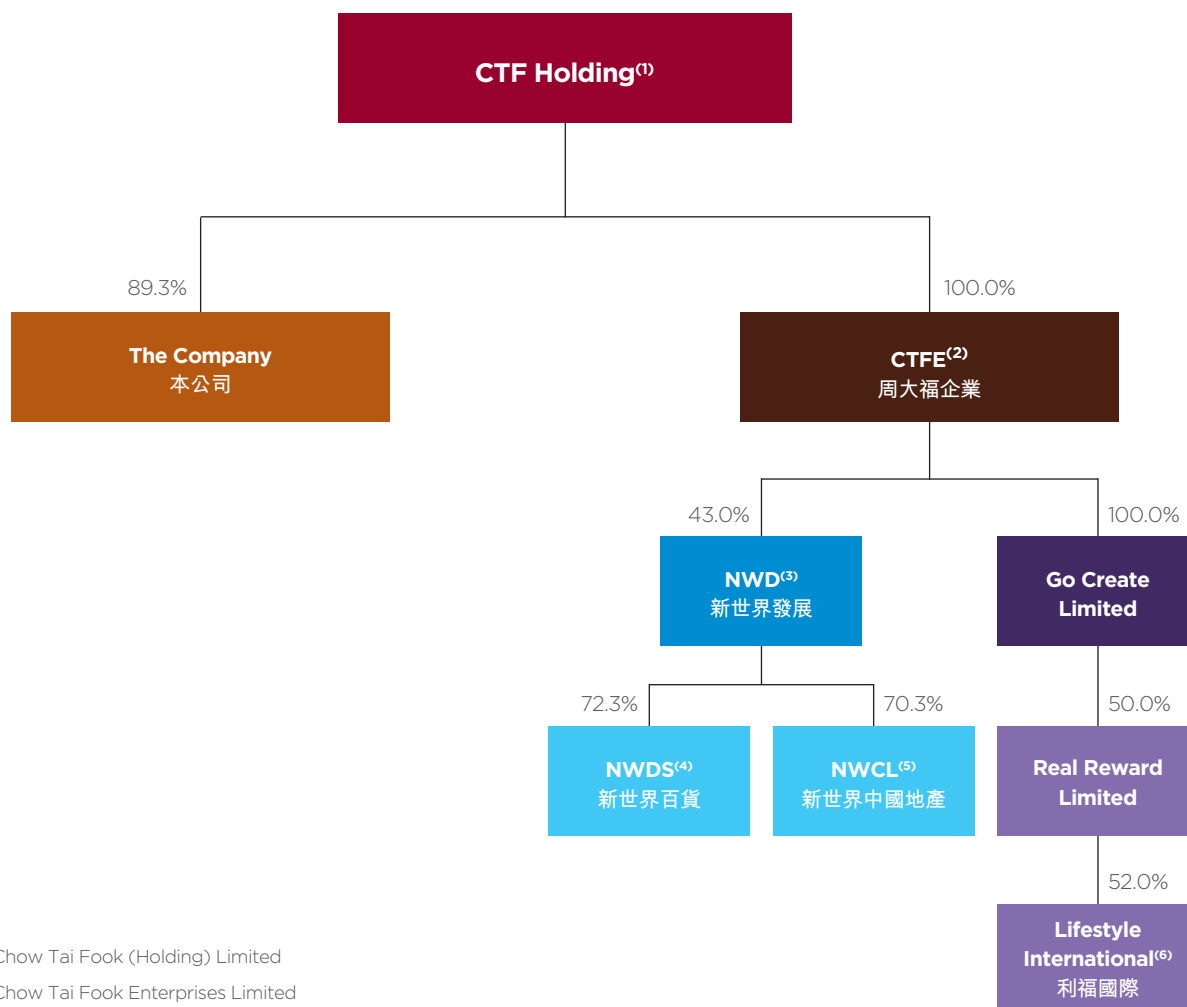 CTF Holding(1)
89.3%
100.0%
The Company
本公司
CTFE(2)
周大福企業
43.0%
100.0%
NWD(3)
新世界發展
Go Create
Limited
72.3%
70.3%
50.0%
NWDS(4)
新世界百貨
NWCL(5)
新世界中國地產
Real Reward
Limited
52.0%
Lifestyle
International(6)
利福國際
Chow Tai Fook (Holding) Limited
Chow Tai Fook Enterprises Limited